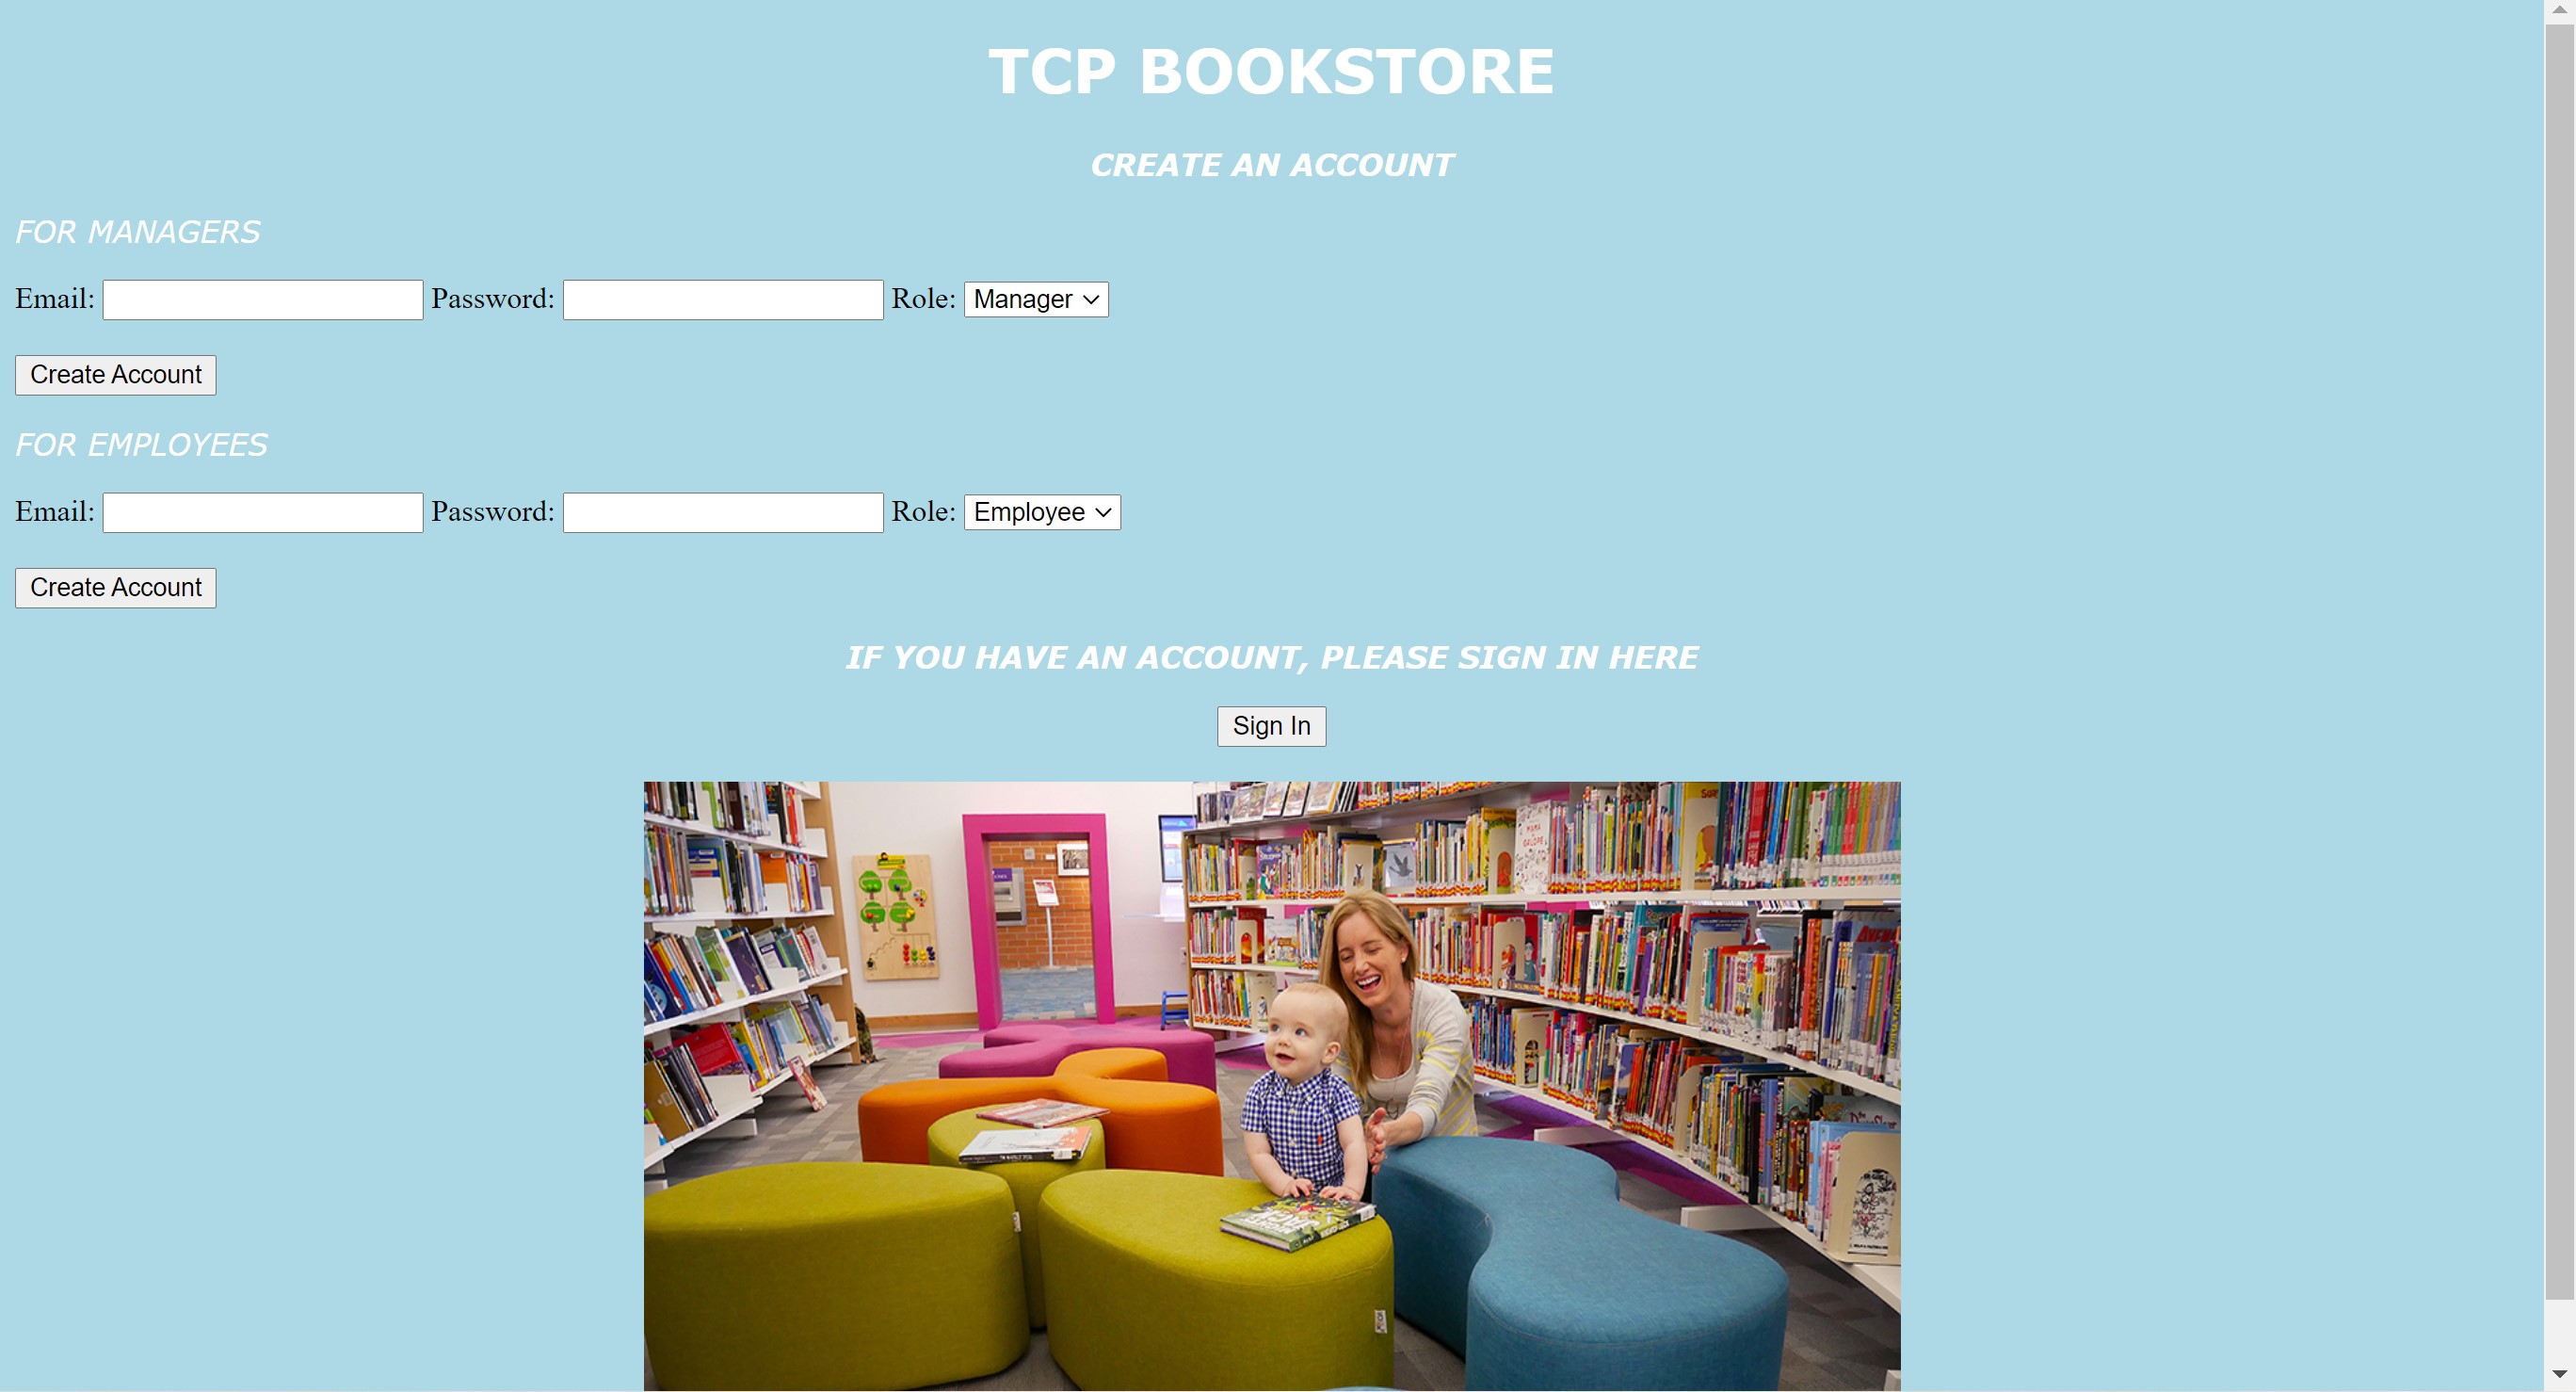 TCP BOOKSTORE
CREATE AN ACCOUNT
FOR MANAGERS
Email: Password: Role: Manager
Create Account
FOR EMPLOYEES
Email: Password: Role: Employee
Create Account
IF YOU HAVE AN ACCOUNT, PLEASE SIGN IN HERE
Sign In